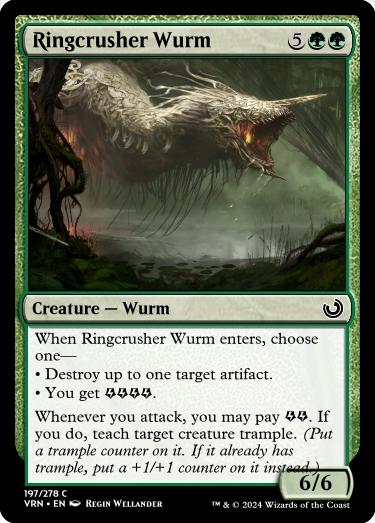 Ringcrusher Wurm 5
Creature — Wurm
When Ringcrusher Wurm enters, choose
one—
• Destroy up to one target artifact.
• You get .
Whenever you attack, you may pay . If
you do, teach target creature trample. (Put
a trample counter on it. If it already has
trample, put a +1/+1 counter on it instead.)
6/6
197/278 C
VRN • EN REGIN WELLANDER
™ & © 2024 Wizards of the Coast